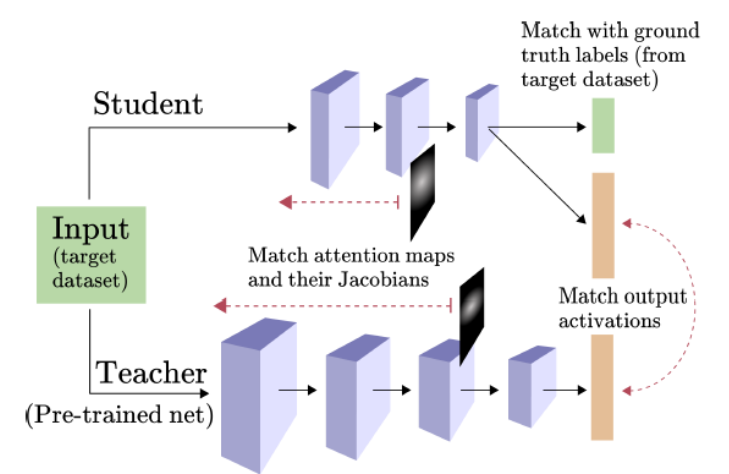 Match with ground
truth labels (from
target dataset)
Student
Input
(target
dataset)
Match attention maps
and their Jacobians
Match output
activations
Teacher
(Pre-trained net)